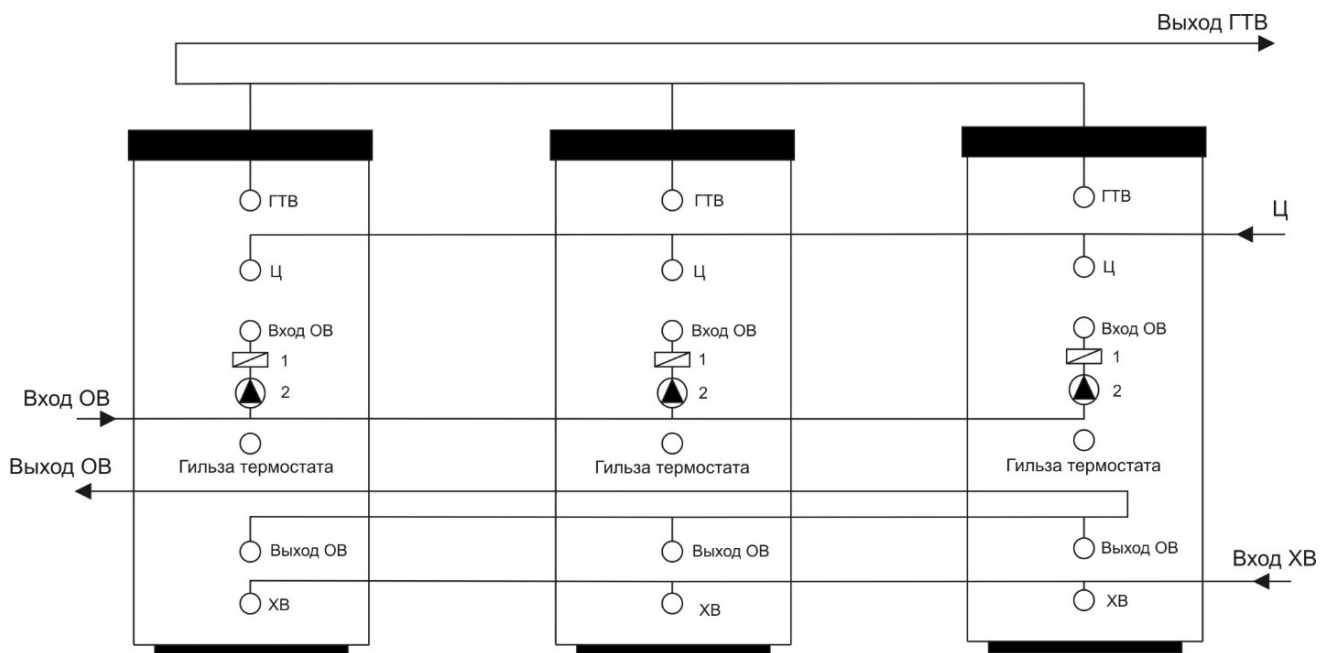 Выход ГТВ
ГТВ ГТВ ГТВ
Ц
Ц Ц Ц
Вход ОВ Вход ОВ Вход ОВ
1 1 1
2 2 2
Вход ОВ
Гильза термостата Гильза термостата Гильза термостата
Выход ОВ
Выход ОВ Выход ОВ Выход ОВ
Вход ХВ
ХВ ХВ ХВ